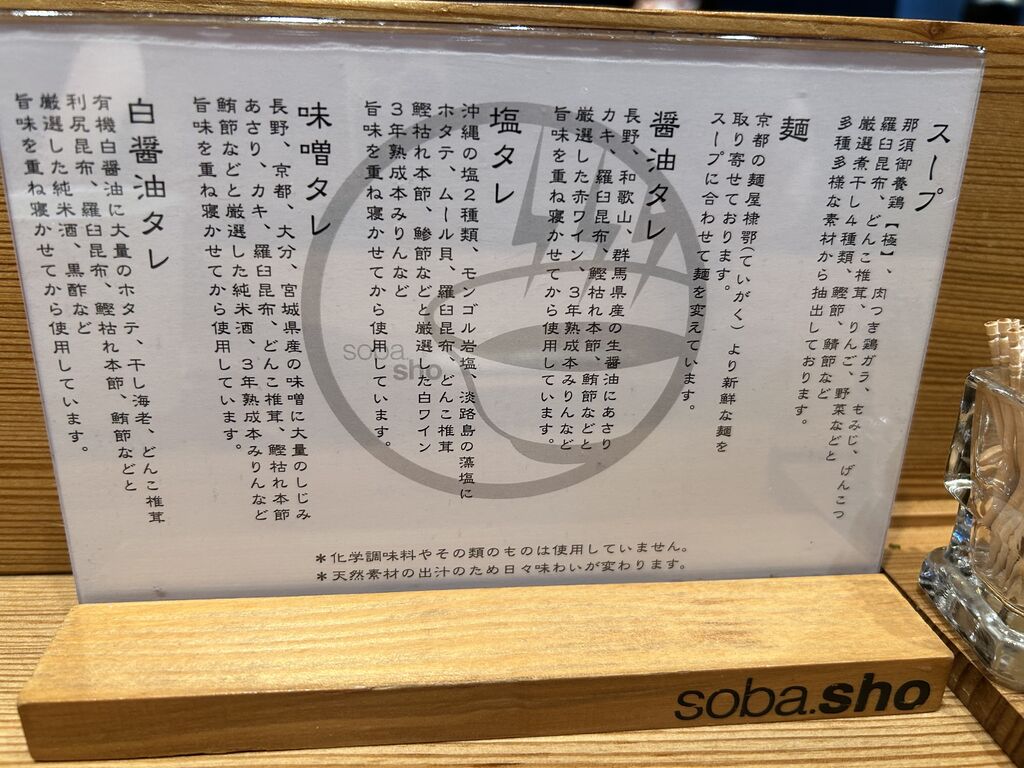 スープ
那須御養鶏【極】、肉つき鶏ガラ、もみじ、げんこつ
羅臼昆布、どんこ椎茸、りんご、野菜などと
厳選煮干し4種類、鰹節、鯖節など
多種多様な素材から抽出しております。
麺
京都の麺屋棣鄂(ていがく)より新鮮な麺を
取り寄せております。
スープに合わせて麺を変えています。
醤油タレ
長野、和歌山、群馬県産の生醤油にあさり
カキ、羅臼昆布、鰹枯れ本節、鮪節などと
厳選した赤ワイン、3年熟成本みりんなど
旨味を重ね寝かせてから使用しています。
塩タレ
沖縄の塩2種類、モンゴル岩塩、淡路島の藻塩に
ホタテ、ムール貝、羅臼昆布、どんこ椎茸
鰹枯れ本節、鯵節などと厳選した白ワイン
3年熟成本みりんなど
旨味を重ね寝かせてから使用しています。
味噌タレ
長野、京都、大分、宮城県産の味噌に大量のしじみ
あさり、カキ、羅臼昆布、どんこ椎茸、鰹枯れ本節
鮪節などと厳選した純米酒、3年熟成本みりんなど
旨味を重ね寝かせてから使用しています。
白醤油タレ
有機白醤油に大量のホタテ、干し海老、どんこ椎茸
利尻昆布、羅臼昆布、鰹枯れ本節、鮪節などと
厳選した純米酒、黒酢など
旨味を重ね寝かせてから使用しています。
soba.
sho
＊化学調味料やその類のものは使用していません。
＊天然素材の出汁のため日々味わいが変わります。
soba.sho